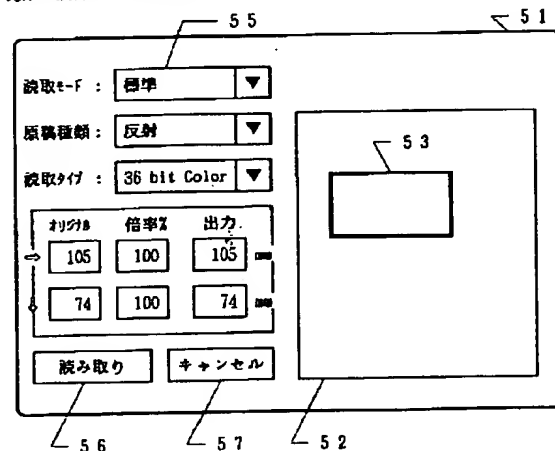 55
51
読取モード : 標準 ▼
原稿種類 : 反射 ▼
53
読取タイプ : 36 bit Color ▼
オリジナル 倍率% 出力
⇨ 105 100 105 mm
74 100 74 mm
読み取り キャンセル
56 57 52